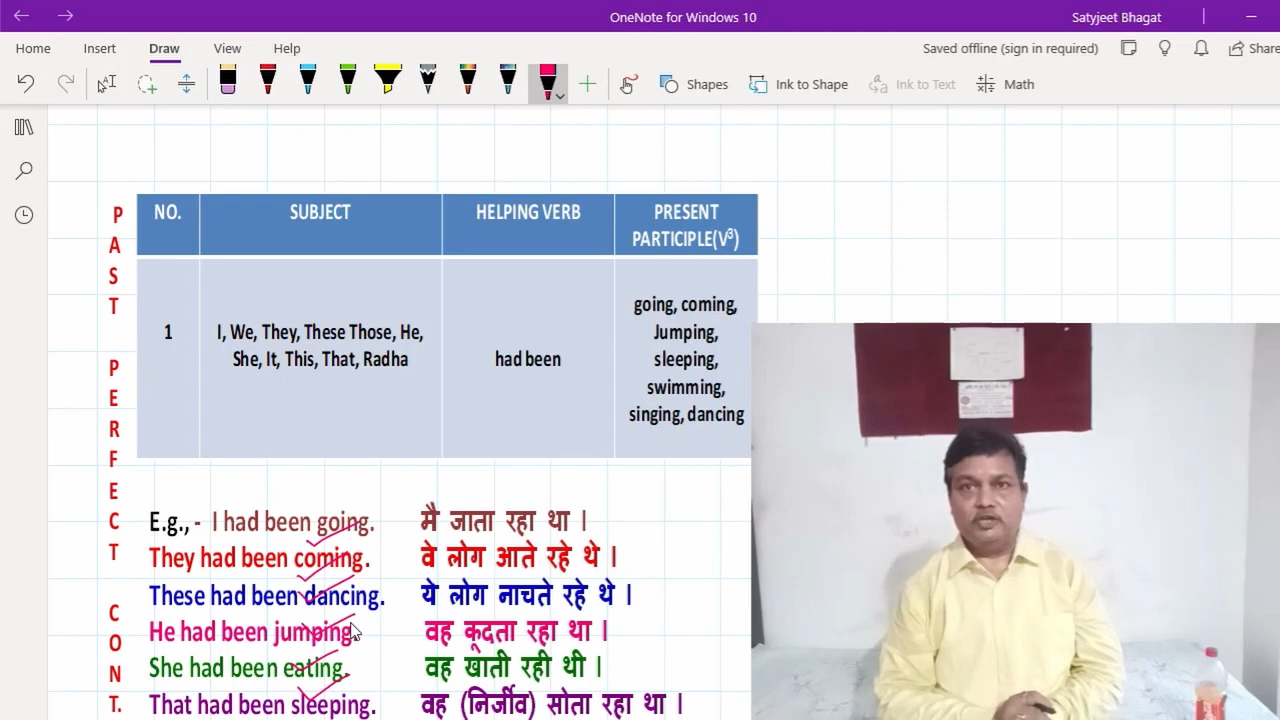 OneNote for Windows 10
Satyjeet Bhagat
Home Insert Draw View Help
Saved offline (sign in required) Share
Shapes Ink to Shape Ink to Text Math
PAST PERFECT CONT.
NO. SUBJECT HELPING VERB PRESENT
PARTICIPLE(V³)
1 I, We, They, These Those, He,
She, It, This, That, Radha
had been
going, coming,
Jumping,
sleeping,
swimming,
singing, dancing
E.g.,- I had been going. मै जाता रहा था |
They had been coming. वे लोग आते रहे थे |
These had been dancing. ये लोग नाचते रहे थे |
He had been jumping. वह कूदता रहा था |
She had been eating. वह खाती रही थी |
That had been sleeping. वह (निर्जीव) सोता रहा था |